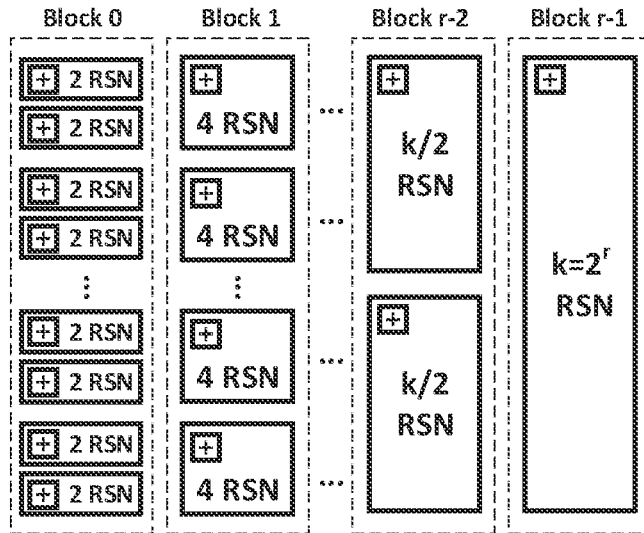 Block 0 Block 1 Block r-2 Block r-1
+ 2 RSN
+ 2 RSN
+ 2 RSN
+ 2 RSN
⋮
+ 2 RSN
+ 2 RSN
+ 2 RSN
+ 2 RSN
+
4 RSN
+
4 RSN
⋮
+
4 RSN
+
4 RSN
...
...
...
...
+
k/2
RSN
+
k/2
RSN
+
k=2^r
RSN